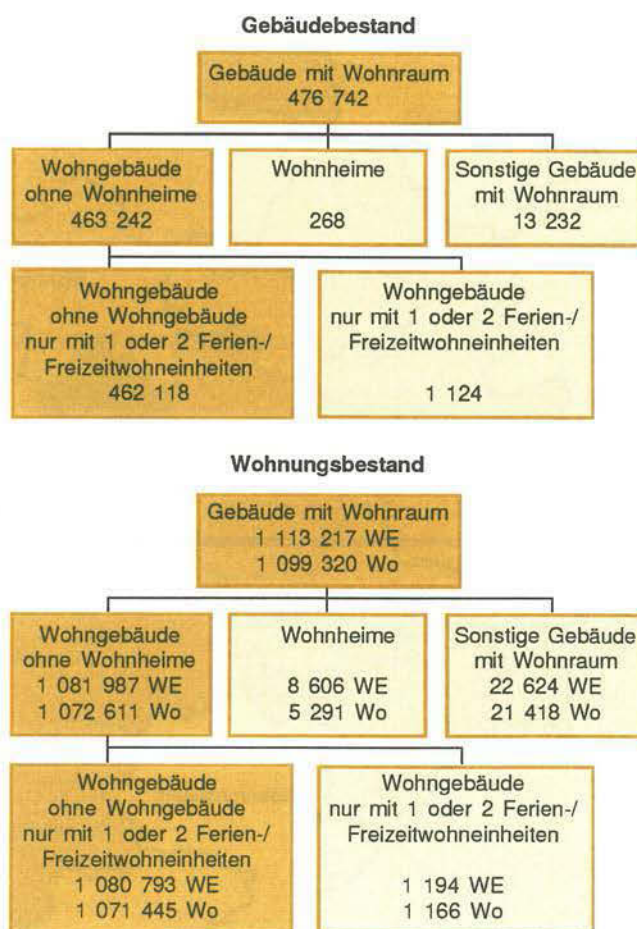 Gebäudebestand
Gebäude mit Wohnraum
476 742
Wohngebäude
ohne Wohnheime
463 242
Wohnheime
268
Sonstige Gebäude
mit Wohnraum
13 232
Wohngebäude
ohne Wohngebäude
nur mit 1 oder 2 Ferien-/
Freizeitwohneinheiten
462 118
Wohngebäude
nur mit 1 oder 2 Ferien-/
Freizeitwohneinheiten
1 124
Wohnungsbestand
Gebäude mit Wohnraum
1 113 217 WE
1 099 320 Wo
Wohngebäude
ohne Wohnheime
1 081 987 WE
1 072 611 Wo
Wohnheime
8 606 WE
5 291 Wo
Sonstige Gebäude
mit Wohnraum
22 624 WE
21 418 Wo
Wohngebäude
ohne Wohngebäude
nur mit 1 oder 2 Ferien-/
Freizeitwohneinheiten
1 080 793 WE
1 071 445 Wo
Wohngebäude
nur mit 1 oder 2 Ferien-/
Freizeitwohneinheiten
1 194 WE
1 166 Wo